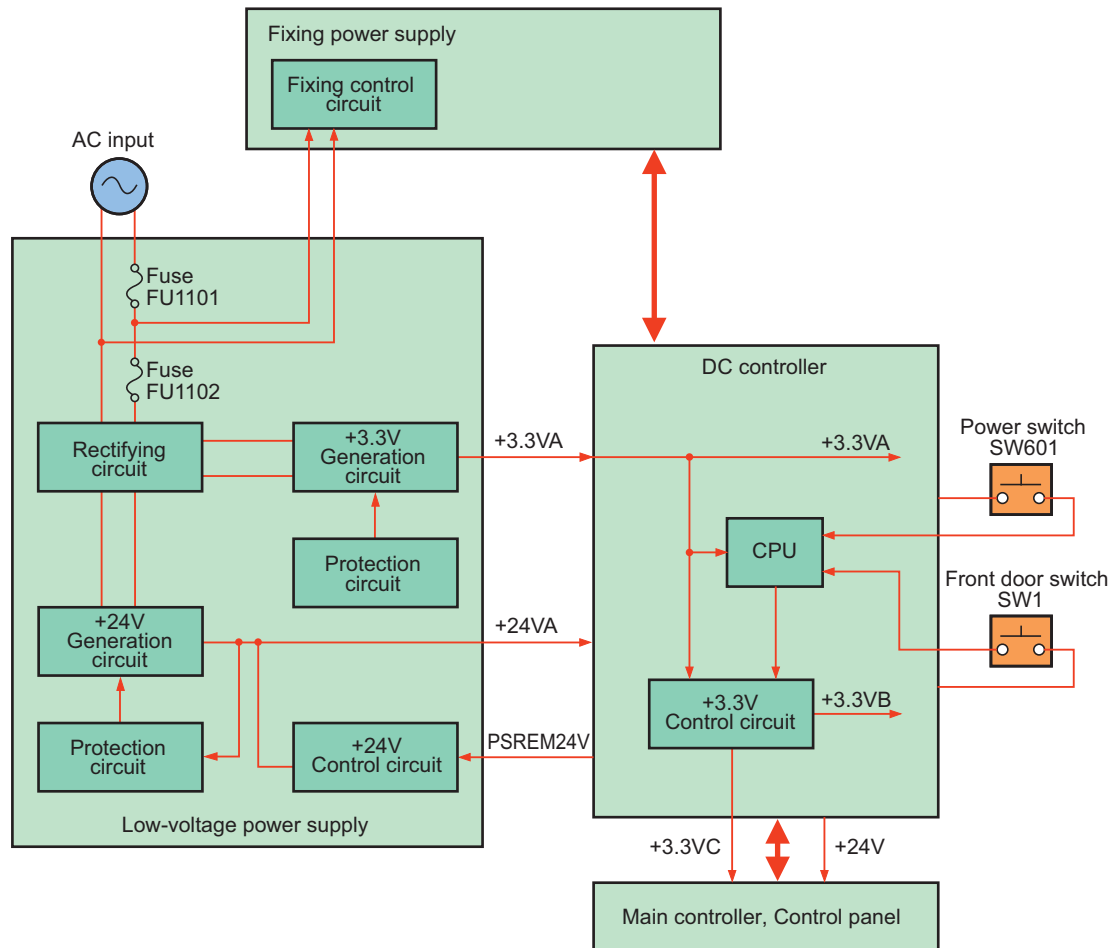 Fixing power supply
Fixing control
circuit
AC input
Fuse
FU1101
Fuse
FU1102
DC controller
Rectifying
circuit
+3.3V
Generation
circuit
+3.3VA
+3.3VA
Power switch
SW601
Protection
circuit
CPU
Front door switch
SW1
+24V
Generation
circuit
+24VA
+3.3V
Control circuit
+3.3VB
Protection
circuit
+24V
Control circuit
PSREM24V
Low-voltage power supply
+3.3VC
+24V
Main controller, Control panel